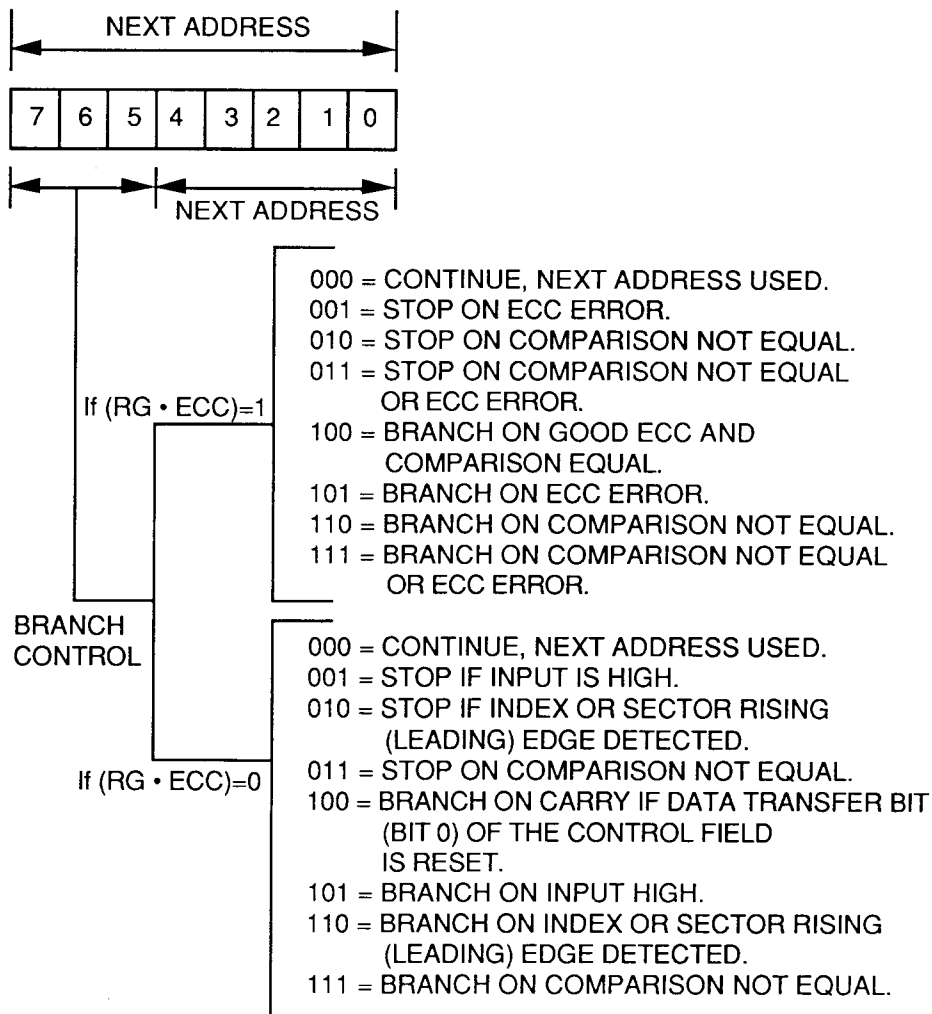 NEXT ADDRESS
7 6 5 4 3 2 1 0
NEXT ADDRESS
000 = CONTINUE, NEXT ADDRESS USED.
001 = STOP ON ECC ERROR.
010 = STOP ON COMPARISON NOT EQUAL.
011 = STOP ON COMPARISON NOT EQUAL
OR ECC ERROR.
If (RG • ECC)=1
100 = BRANCH ON GOOD ECC AND
COMPARISON EQUAL.
101 = BRANCH ON ECC ERROR.
110 = BRANCH ON COMPARISON NOT EQUAL.
111 = BRANCH ON COMPARISON NOT EQUAL
OR ECC ERROR.
BRANCH
CONTROL
000 = CONTINUE, NEXT ADDRESS USED.
001 = STOP IF INPUT IS HIGH.
010 = STOP IF INDEX OR SECTOR RISING
(LEADING) EDGE DETECTED.
If (RG • ECC)=0
011 = STOP ON COMPARISON NOT EQUAL.
100 = BRANCH ON CARRY IF DATA TRANSFER BIT
(BIT 0) OF THE CONTROL FIELD
IS RESET.
101 = BRANCH ON INPUT HIGH.
110 = BRANCH ON INDEX OR SECTOR RISING
(LEADING) EDGE DETECTED.
111 = BRANCH ON COMPARISON NOT EQUAL.